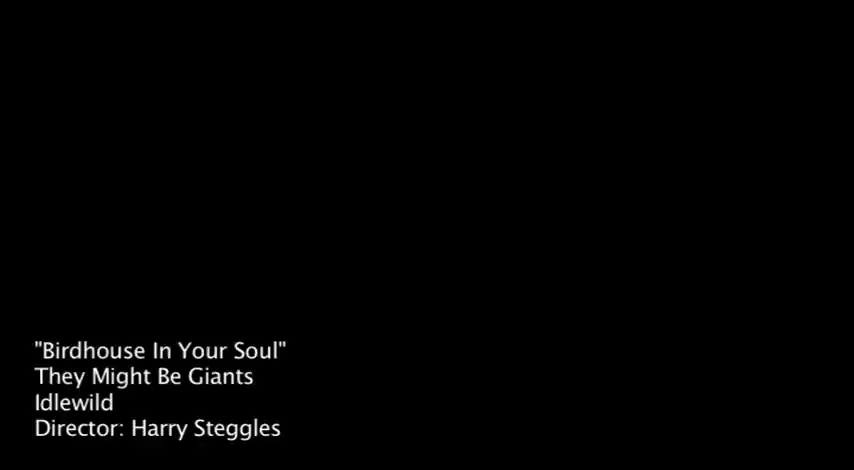 "Birdhouse In Your Soul"
They Might Be Giants
Idlewild
Director: Harry Steggles